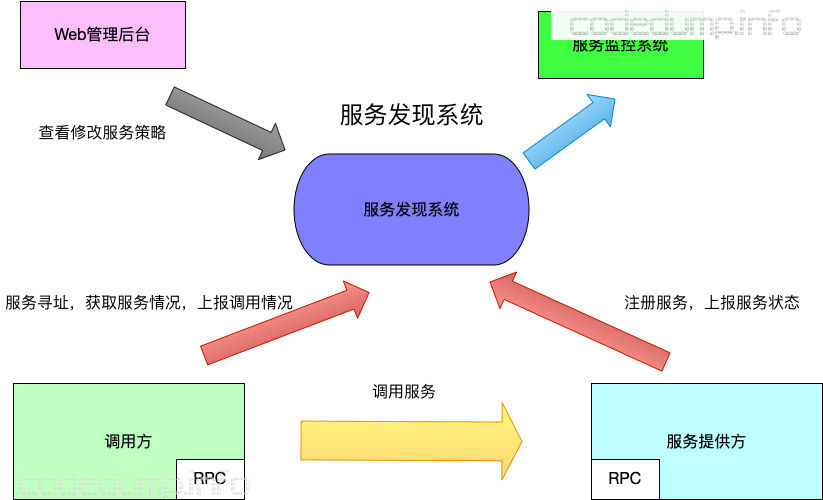 Web管理后台
codedump.info
服务监控系统
服务发现系统
查看修改服务策略
服务发现系统
服务寻址，获取服务情况，上报调用情况
注册服务，上报服务状态
调用服务
调用方
服务提供方
RPC
RPC
codedump.info